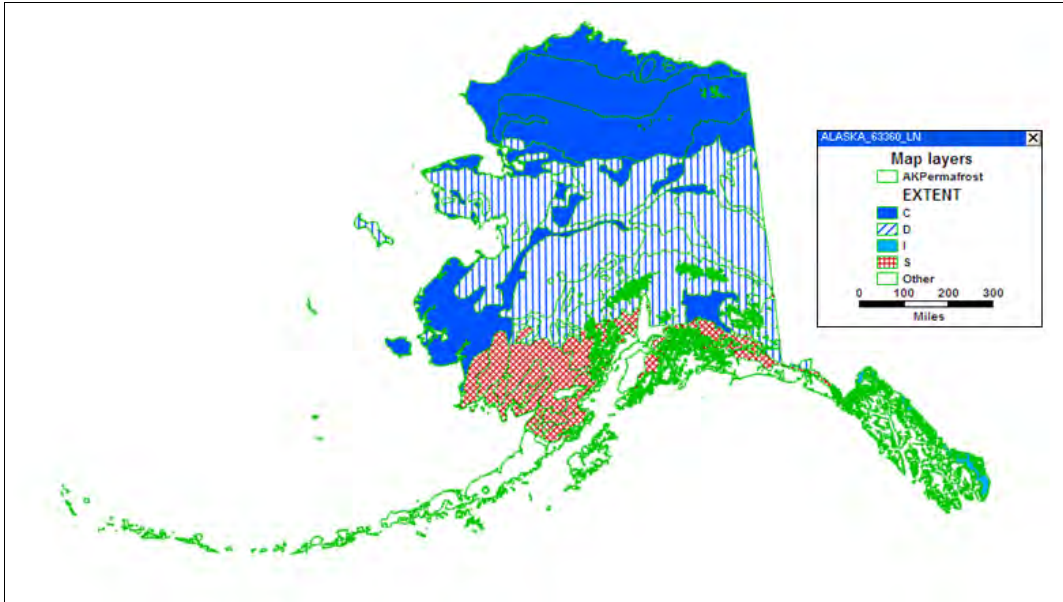 ALASKA_63360_LN
Map layers
AKPermafrost
EXTENT
C
D
I
S
Other
0 100 200 300
Miles